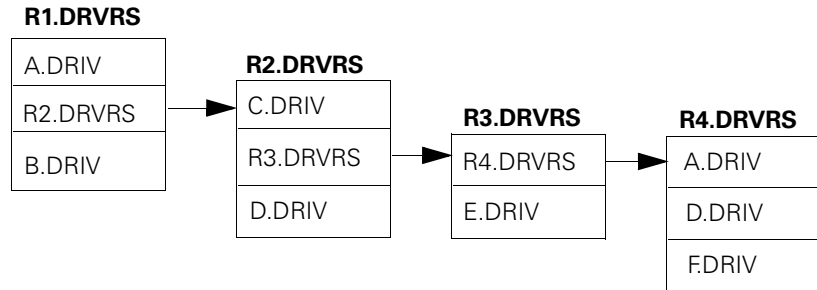 R1.DRVRS
A.DRIV
R2.DRVRS
B.DRIV
R2.DRVRS
C.DRIV
R3.DRVRS
D.DRIV
R3.DRVRS
R4.DRVRS
E.DRIV
R4.DRVRS
A.DRIV
D.DRIV
F.DRIV